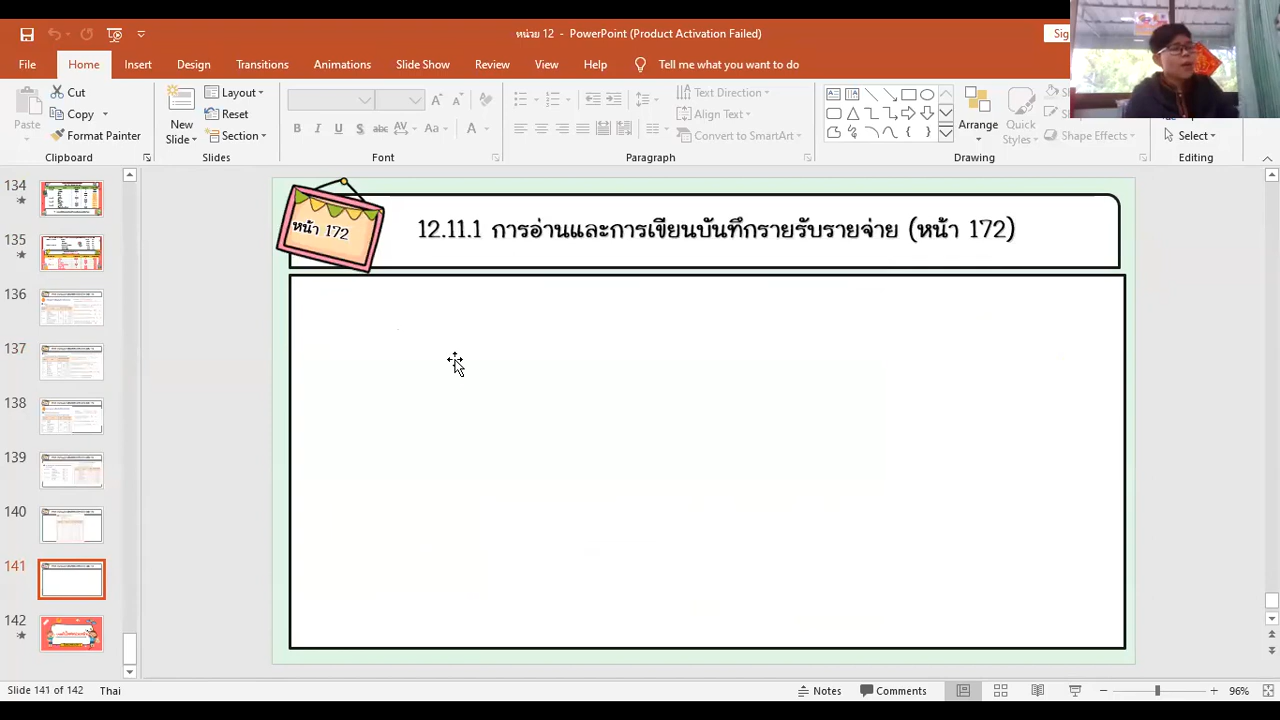 หน่วย 12 - PowerPoint (Product Activation Failed)
Sig
File Home Insert Design Transitions Animations Slide Show Review View Help Tell me what you want to do
Paste
Cut
Copy
Format Painter
Clipboard
New Slide
Layout
Reset
Section
Slides
B I U S abc AV Aa A
Font
Text Direction
Align Text
Convert to SmartArt
Paragraph
Arrange
Quick Styles
Shape Effects
Drawing
Select
Editing
134
135
136
137
138
139
140
141
142
หน้า 172
12.11.1 การอ่านและการเขียนบันทึกรายรับรายจ่าย (หน้า 172)
Slide 141 of 142 Thai
Notes Comments 96%